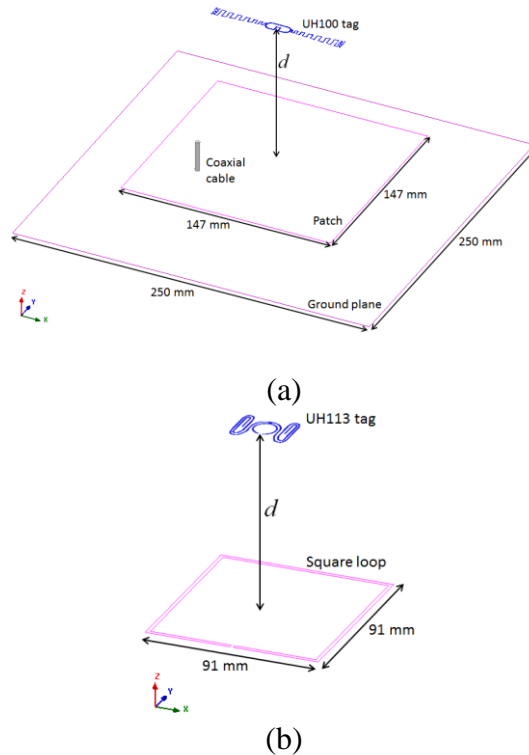 UH100 tag
d
Coaxial
cable
147 mm
Patch
147 mm
250 mm
250 mm
Ground plane
Z
Y
X
(a)
UH113 tag
d
Square loop
91 mm
91 mm
Z
Y
X
(b)